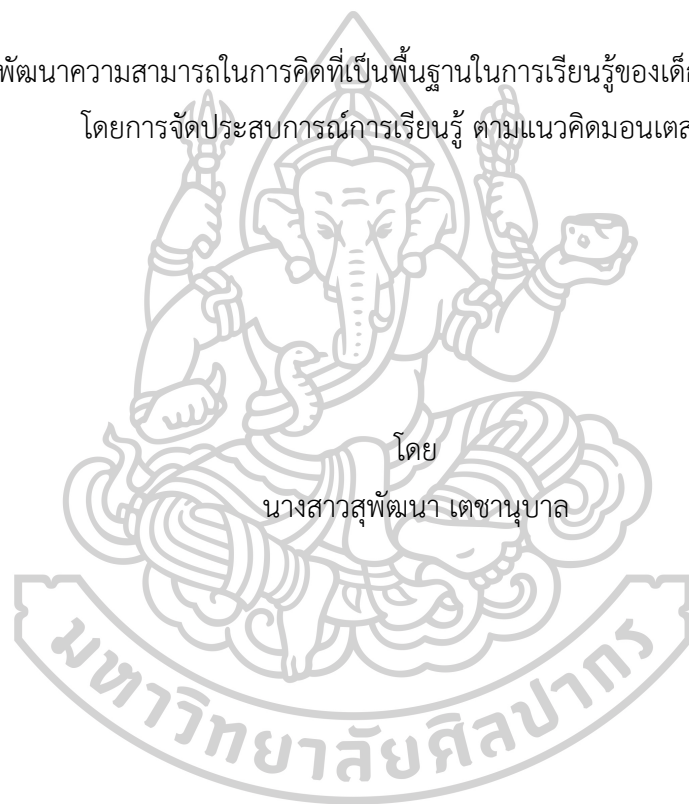 พัฒนาความสามารถในการคิดที่เป็นพื้นฐานในการเรียนรู้ของเด็ก
โดยการจัดประสบการณ์การเรียนรู้ ตามแนวคิดมอนเตส
โดย
นางสาวสุพัฒนา เตชานุบาล
มหาวิทยาลัยศิลปากร